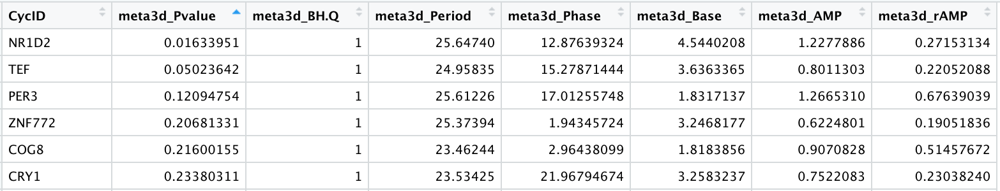 CycID meta3d_Pvalue meta3d_BH.Q meta3d_Period meta3d_Phase meta3d_Base meta3d_AMP meta3d_rAMP
NR1D2 0.01633951 1 25.64740 12.87639324 4.5440208 1.2277886 0.27153134
TEF 0.05023642 1 24.95835 15.27871444 3.6363365 0.8011303 0.22052088
PER3 0.12094754 1 25.61226 17.01255748 1.8317137 1.2665310 0.67639039
ZNF772 0.20681331 1 25.37394 1.94345724 3.2468177 0.6224801 0.19051836
COG8 0.21600155 1 23.46244 2.96438099 1.8183856 0.9070828 0.51457672
CRY1 0.23380311 1 23.53425 21.96794674 3.2583237 0.7522083 0.23038240